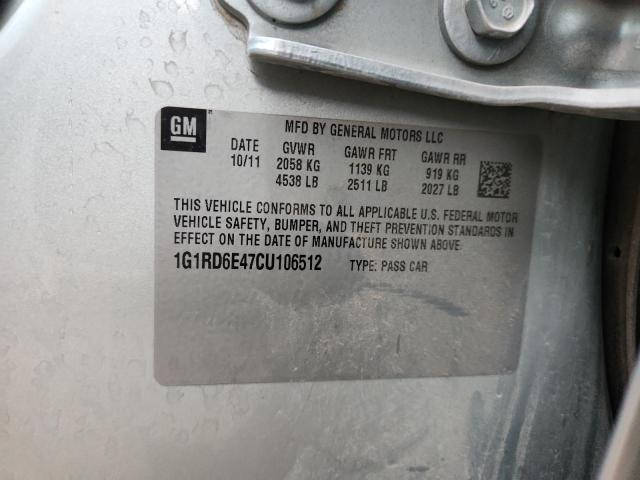 GM
MFD BY GENERAL MOTORS LLC
DATE GVWR GAWR FRT GAWR RR
10/11 2058 KG 1139 KG 919 KG
4538 LB 2511 LB 2027 LB
THIS VEHICLE CONFORMS TO ALL APPLICABLE U.S. FEDERAL MOTOR
VEHICLE SAFETY, BUMPER, AND THEFT PREVENTION STANDARDS IN
EFFECT ON THE DATE OF MANUFACTURE SHOWN ABOVE.
1G1RD6E47CU106512 TYPE: PASS CAR